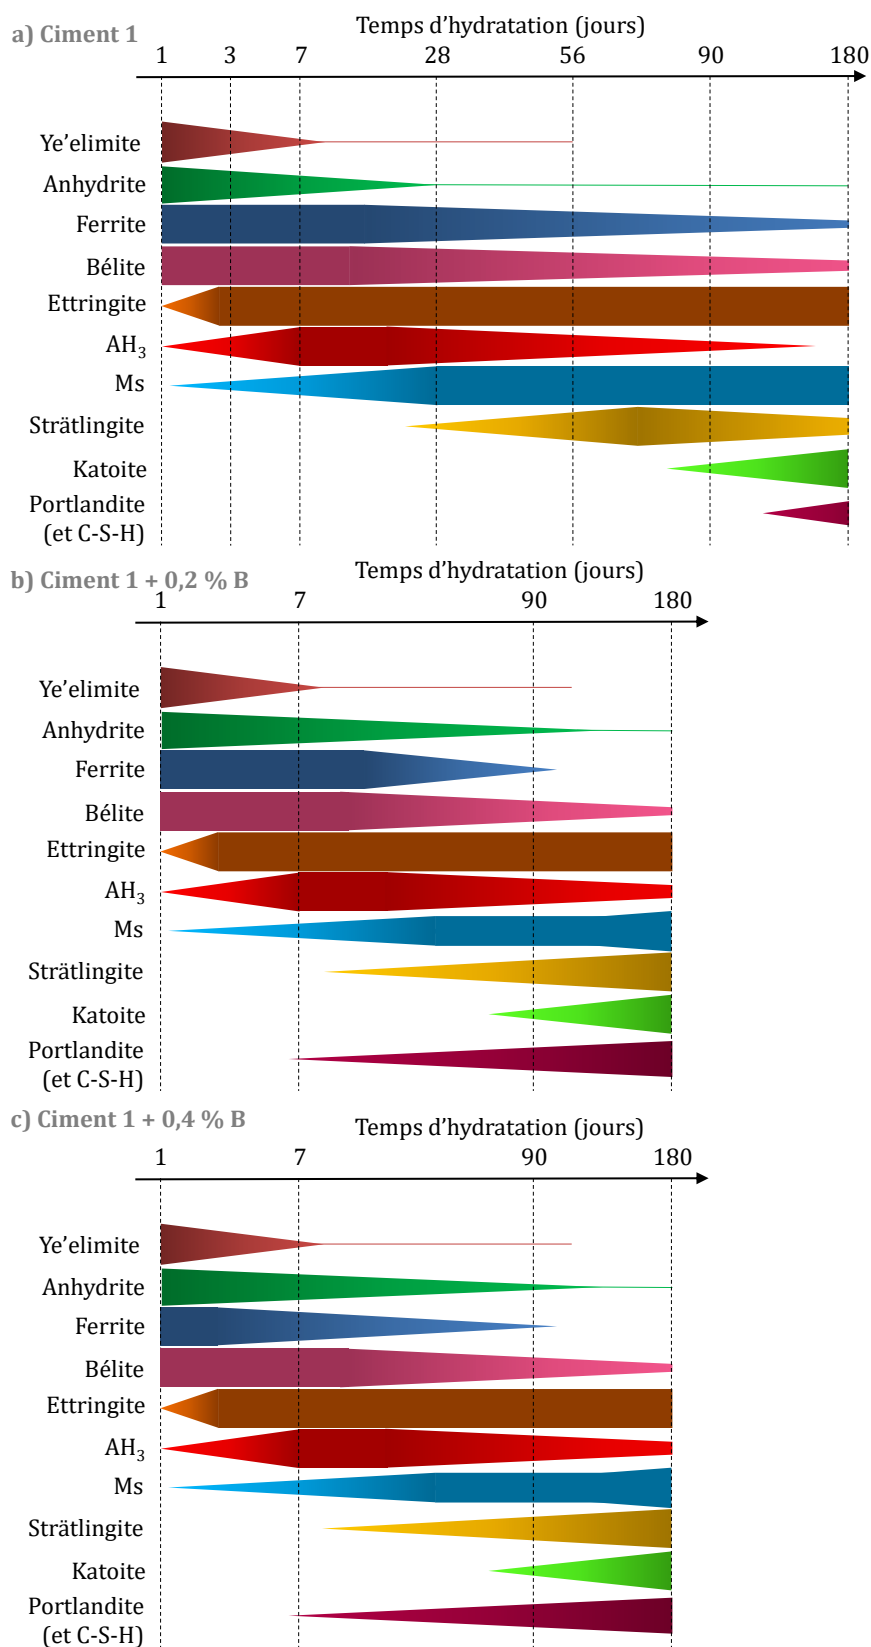 a) Ciment 1
Temps d'hydratation (jours)
1 3 7 28 56 90 180
Ye'elimite
Anhydrite
Ferrite
Bélite
Ettringite
AH3
Ms
Strätlingite
Katoite
Portlandite
(et C-S-H)
b) Ciment 1 + 0,2 % B
Temps d'hydratation (jours)
1 7 90 180
Ye'elimite
Anhydrite
Ferrite
Bélite
Ettringite
AH3
Ms
Strätlingite
Katoite
Portlandite
(et C-S-H)
c) Ciment 1 + 0,4 % B
Temps d'hydratation (jours)
1 7 90 180
Ye'elimite
Anhydrite
Ferrite
Bélite
Ettringite
AH3
Ms
Strätlingite
Katoite
Portlandite
(et C-S-H)